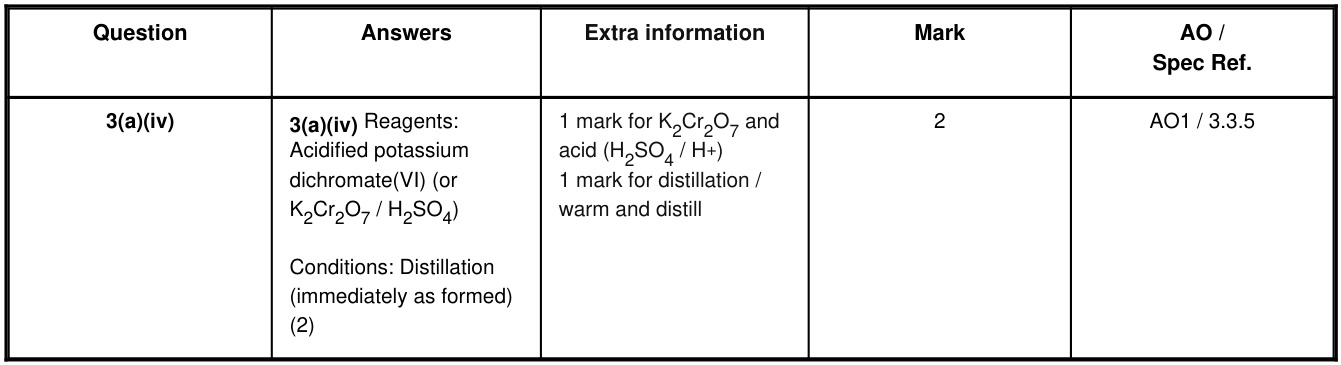 Question Answers Extra information Mark AO /
Spec Ref.
3(a)(iv)
3(a)(iv) Reagents:
Acidified potassium
dichromate(VI) (or
K₂Cr₂O₇ / H₂SO₄)
Conditions: Distillation
(immediately as formed)
(2)
1 mark for K₂Cr₂O₇ and
acid (H₂SO₄ / H+)
1 mark for distillation /
warm and distill
2
AO1 / 3.3.5